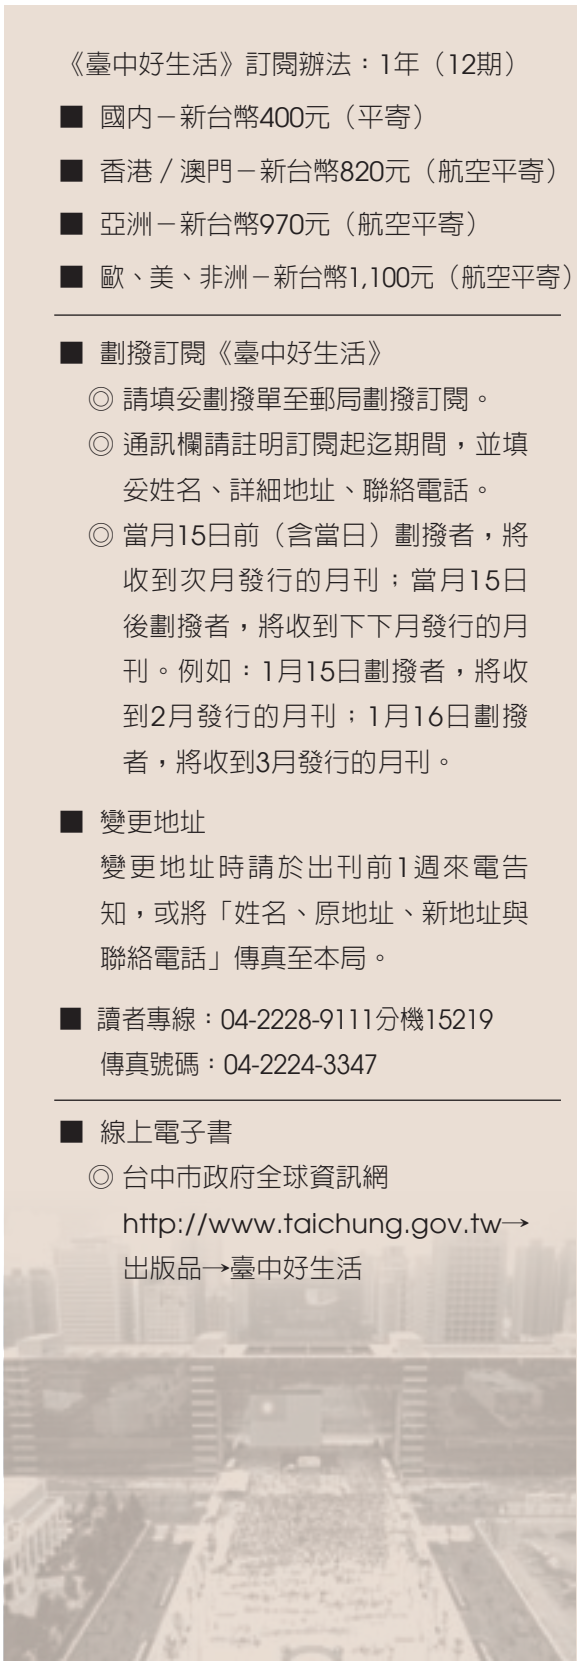 《臺中好生活》訂閱辦法：1年（12期）
■ 國內－新台幣400元（平寄）
■ 香港／澳門－新台幣820元（航空平寄）
■ 亞洲－新台幣970元（航空平寄）
■ 歐、美、非洲－新台幣1,100元（航空平寄）
■ 劃撥訂閱《臺中好生活》
◎ 請填妥劃撥單至郵局劃撥訂閱。
◎ 通訊欄請註明訂閱起迄期間，並填
妥姓名、詳細地址、聯絡電話。
◎ 當月15日前（含當日）劃撥者，將
收到次月發行的月刊；當月15日
後劃撥者，將收到下下月發行的月
刊。例如：1月15日劃撥者，將收
到2月發行的月刊；1月16日劃撥
者，將收到3月發行的月刊。
■ 變更地址
變更地址時請於出刊前1週來電告
知，或將「姓名、原地址、新地址與
聯絡電話」傳真至本局。
■ 讀者專線：04-2228-9111分機15219
傳真號碼：04-2224-3347
■ 線上電子書
◎ 台中市政府全球資訊網
http://www.taichung.gov.tw→
出版品→臺中好生活